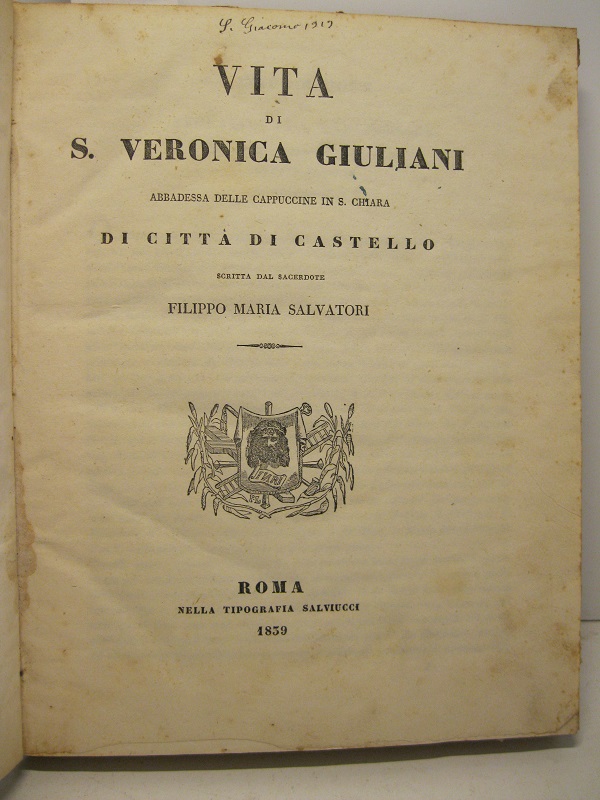 S. Giacomo 1919
VITA
DI
S. VERONICA GIULIANI
ABBADESSA DELLE CAPPUCCINE IN S. CHIARA
DI CITTÀ DI CASTELLO
SCRITTA DAL SACERDOTE
FILIPPO MARIA SALVATORI
ROMA
NELLA TIPOGRAFIA SALVIUCCI
1839